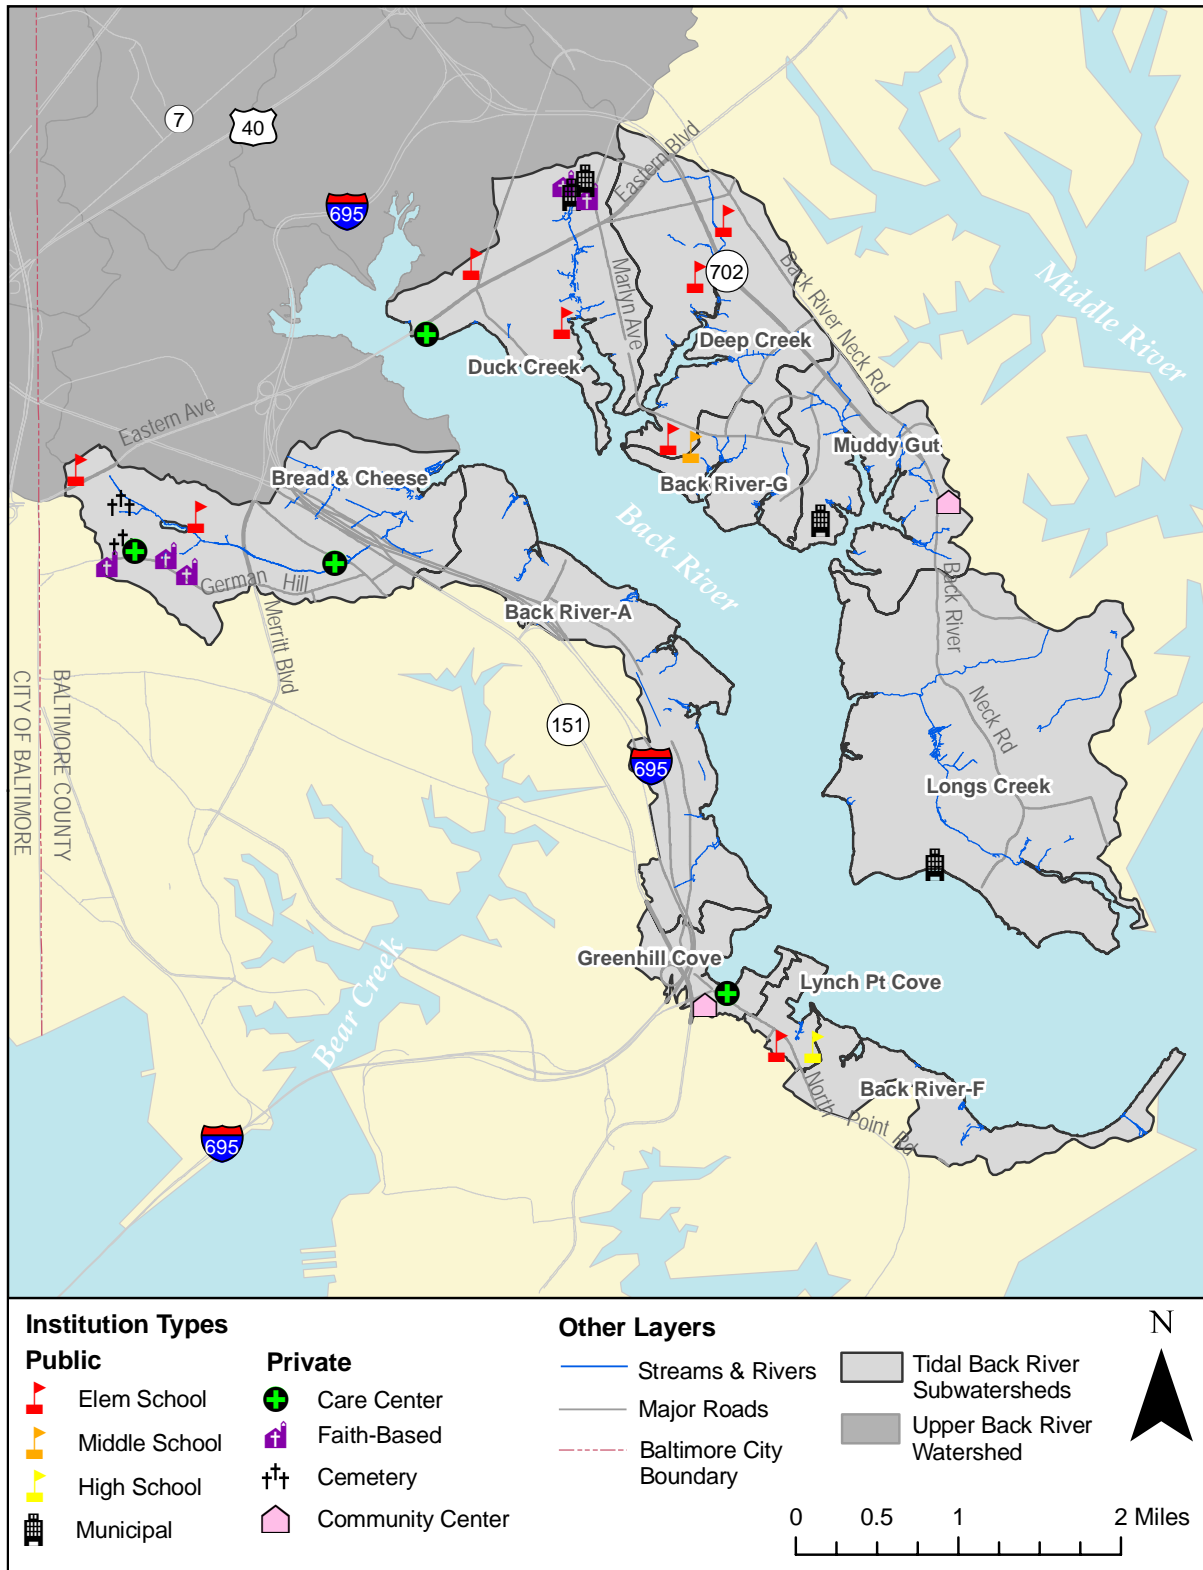 7
40
695
Eastern Blvd
702
Back River Neck Rd
Middle River
Marlyn Ave
Deep Creek
Duck Creek
Eastern Ave
Muddy Gut
Bread & Cheese
Back River-G
Back River
German Hill
Back River
Back River-A
Merritt Blvd
CITY OF BALTIMORE
BALTIMORE COUNTY
151
Neck Rd
695
Longs Creek
Greenhill Cove
Bear Creek
Lynch Pt Cove
Back River-F
North Point Rd
695
Institution Types
Public
Elem School
Middle School
High School
Municipal
Private
Care Center
Faith-Based
Cemetery
Community Center
Other Layers
Streams & Rivers
Major Roads
Baltimore City
Boundary
Tidal Back River
Subwatersheds
Upper Back River
Watershed
N
0 0.5 1 2 Miles